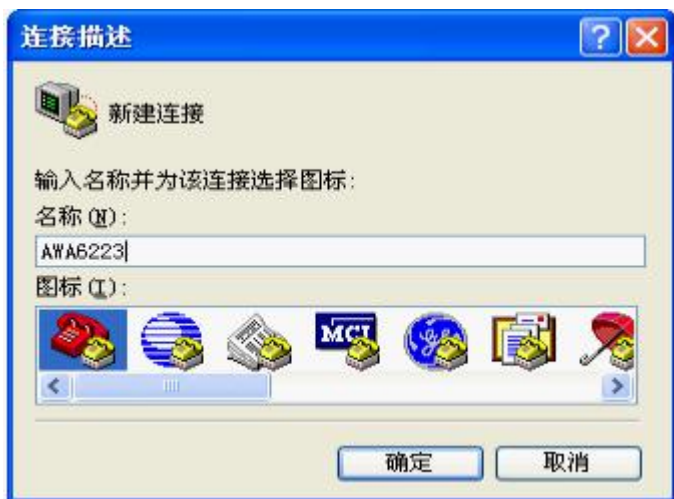 连接描述
新建连接
输入名称并为该连接选择图标:
名称(N):
AWA6223
图标(I):
MCI
确定 取消